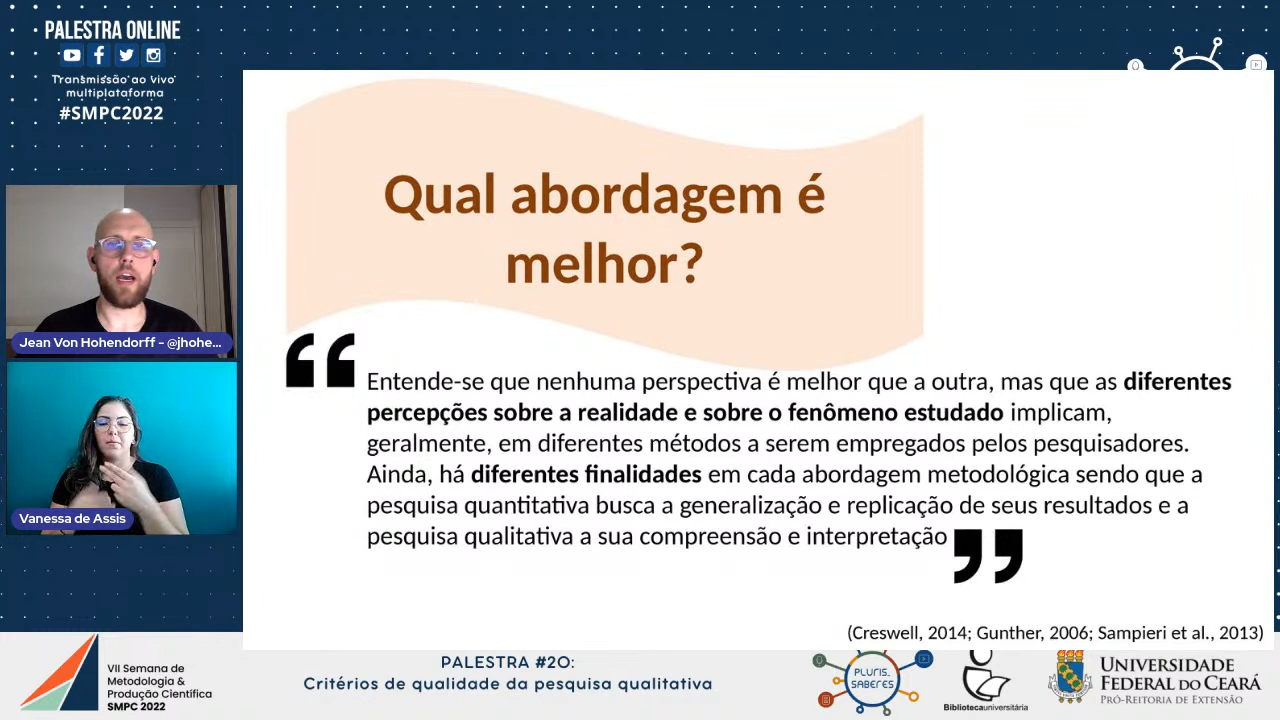 PALESTRA ONLINE
Transmissão ao vivo
multiplataforma
#SMPC2022
Qual abordagem é
melhor?
“
Entende-se que nenhuma perspectiva é melhor que a outra, mas que as diferentes
percepções sobre a realidade e sobre o fenômeno estudado implicam,
geralmente, em diferentes métodos a serem empregados pelos pesquisadores.
Ainda, há diferentes finalidades em cada abordagem metodológica sendo que a
pesquisa quantitativa busca a generalização e replicação de seus resultados e a
pesquisa qualitativa a sua compreensão e interpretação ”
(Creswell, 2014; Gunther, 2006; Sampieri et al., 2013)
Jean Von Hohendorff - @jhohe...
Vanessa de Assis
VII Semana de
Metodologia &
Produção Científica
SMPC 2022
PALESTRA #20:
Critérios de qualidade da pesquisa qualitativa
PLURIS_
SABERES
Bibliotecauniversitária
UNIVERSIDADE
FEDERAL DO CEARÁ
PRÓ-REITORIA DE EXTENSÃO